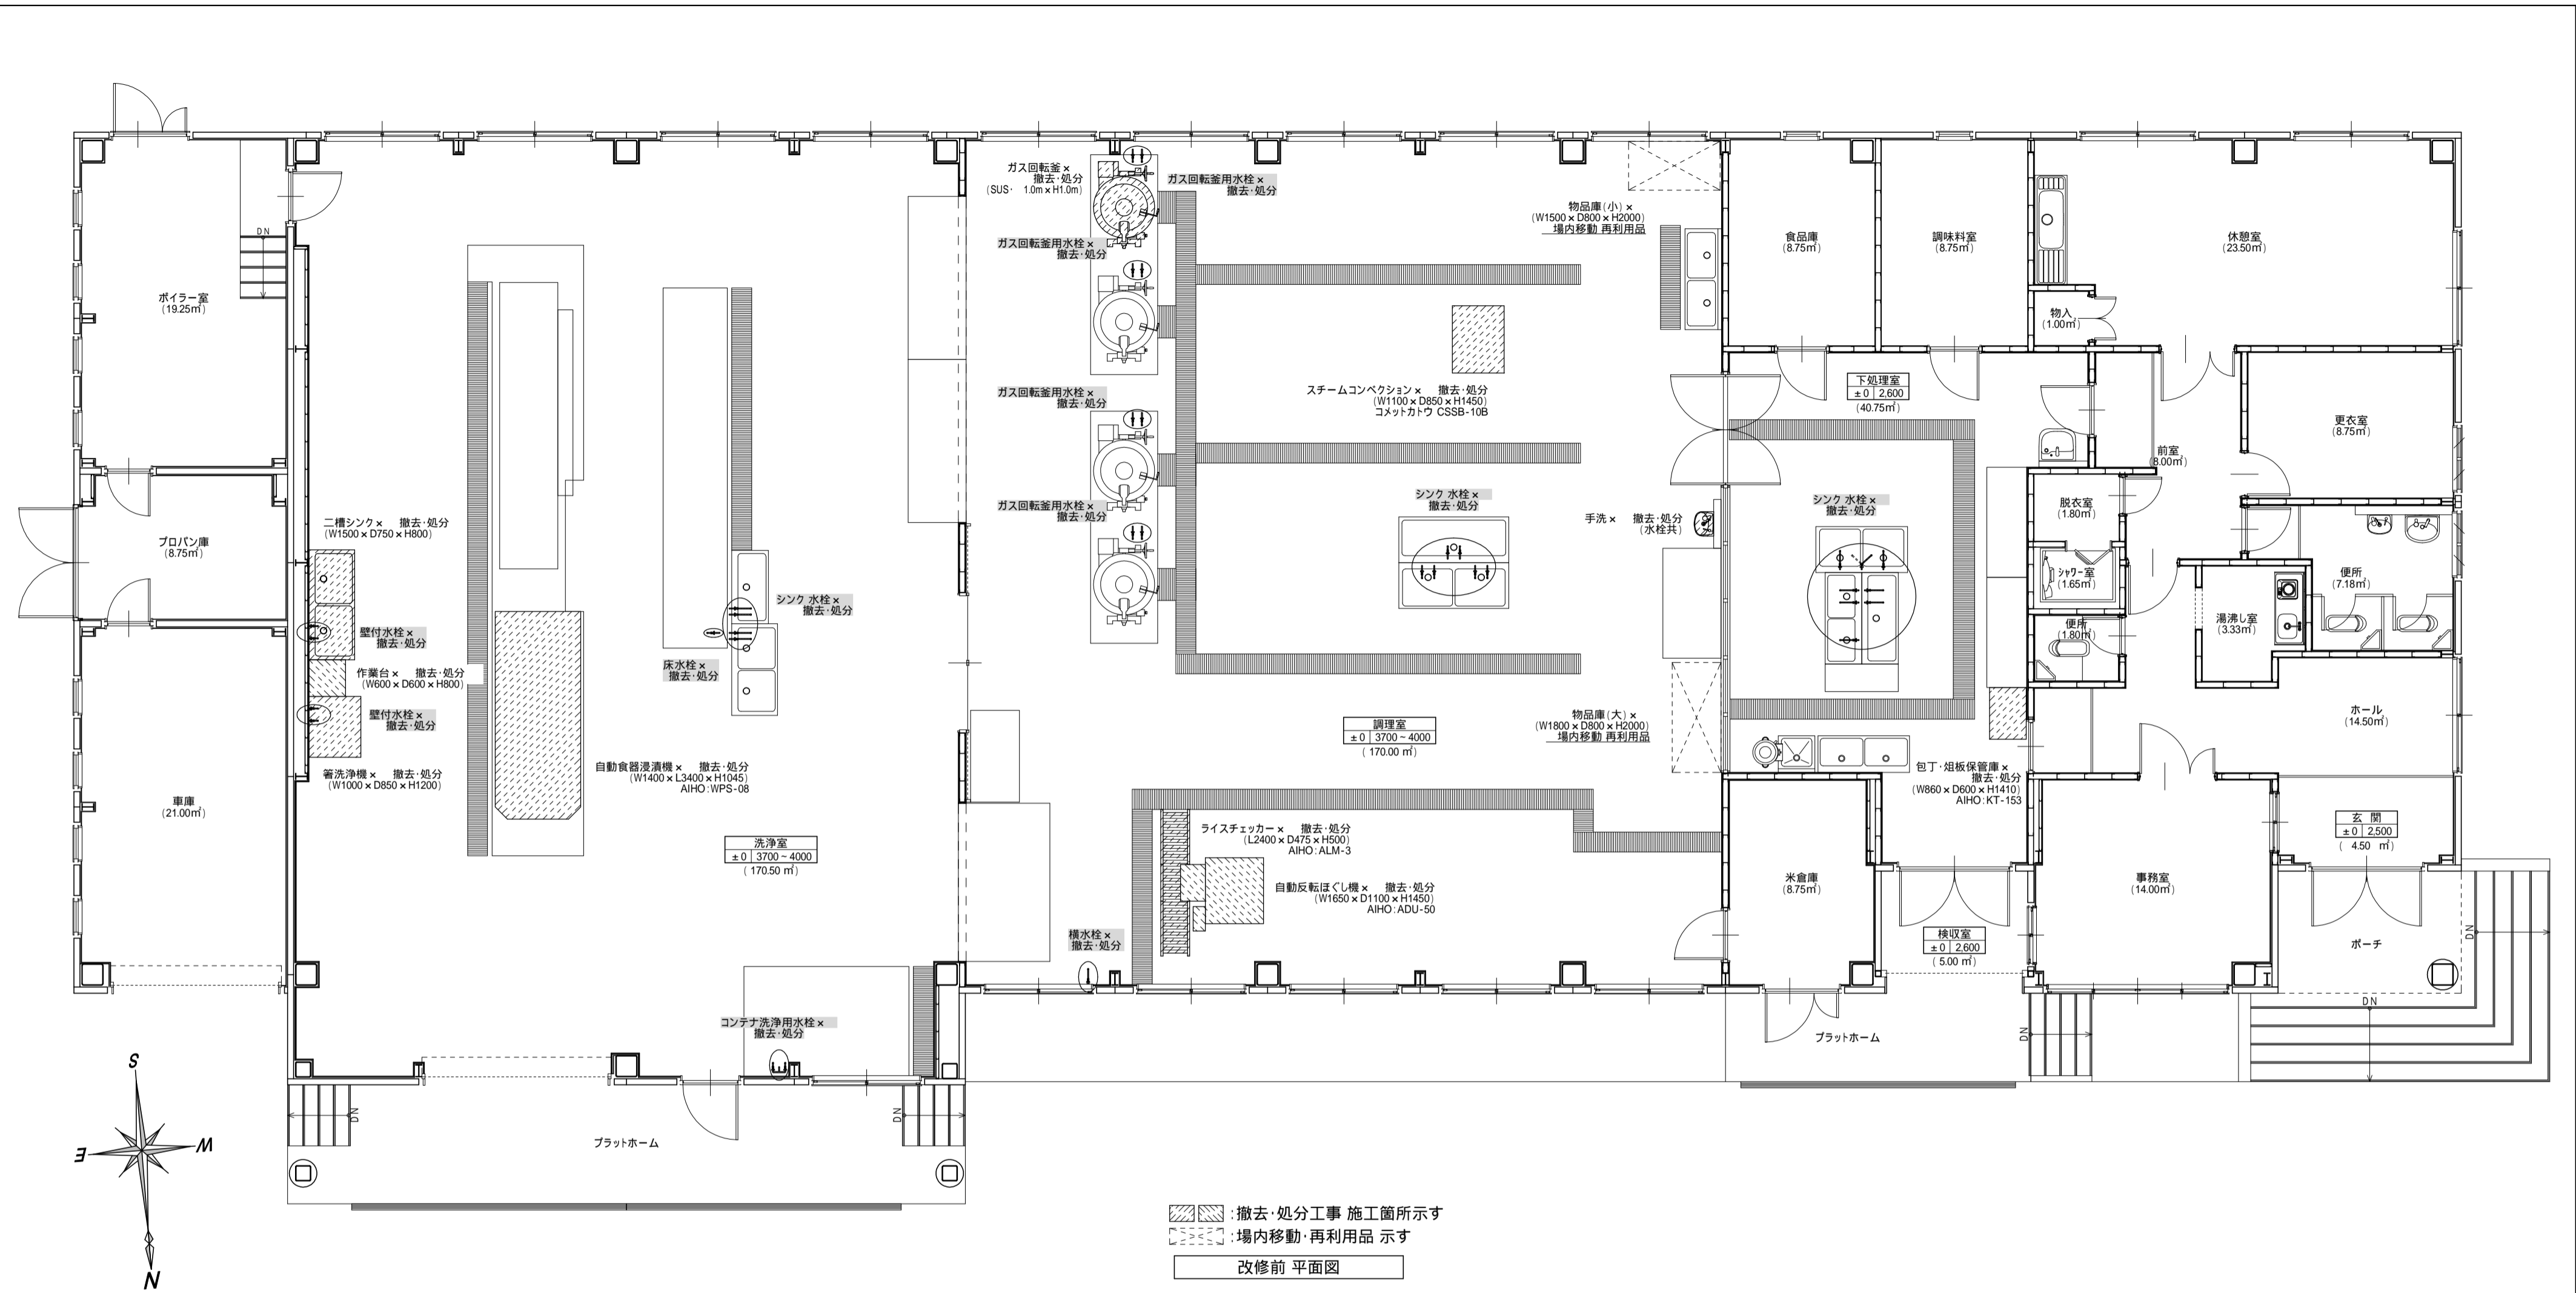 DN
ボイラー室
(19.25㎡)
プロパン庫
(8.75㎡)
車庫
(21.00㎡)
二槽シンク× 撤去･処分
(W1500×D750×H800)
壁付水栓×
撤去･処分
作業台× 撤去･処分
(W600×D600×H800)
壁付水栓×
撤去･処分
箸洗浄機× 撤去･処分
(W1000×D850×H1200)
シンク 水栓×
撤去･処分
床水栓×
撤去･処分
自動食器浸漬機× 撤去･処分
(W1400×L3400×H1045)
AIHO:WPS-08
洗浄室
±0 3700~4000
( 170.50 ㎡)
コンテナ洗浄用水栓×
撤去･処分
DN
DN
プラットホーム
ガス回転釜×
撤去･処分
(SUS･ 1.0m×H1.0m)
ガス回転釜用水栓×
撤去･処分
ガス回転釜用水栓×
撤去･処分
ガス回転釜用水栓×
撤去･処分
ガス回転釜用水栓×
撤去･処分
物品庫(小)×
(W1500×D800×H2000)
場内移動 再利用品
スチームコンベクション× 撤去･処分
(W1100×D850×H1450)
コメットカトウ CSSB-10B
シンク 水栓×
撤去･処分
手洗× 撤去･処分
(水栓共)
物品庫(大)×
(W1800×D800×H2000)
場内移動 再利用品
調理室
±0 3700~4000
( 170.00 ㎡)
ライスチェッカー× 撤去･処分
(L2400×D475×H500)
AIHO:ALM-3
自動反転ほぐし機× 撤去･処分
(W1650×D1100×H1450)
AIHO:ADU-50
横水栓×
撤去･処分
食品庫
(8.75㎡)
調味料室
(8.75㎡)
休憩室
(23.50㎡)
物入
(1.00㎡)
下処理室
±0 2,600
(40.75㎡)
更衣室
(8.75㎡)
前室
(8.00㎡)
シンク 水栓×
撤去･処分
脱衣室
(1.80㎡)
シャワー室
(1.65㎡)
便所
(1.80㎡)
便所
(7.18㎡)
湯沸し室
(3.33㎡)
ホール
(14.50㎡)
包丁･俎板保管庫×
撤去･処分
(W860×D600×H1410)
AIHO:KT-153
玄 関
±0 2,500
( 4.50 ㎡)
米倉庫
(8.75㎡)
事務室
(14.00㎡)
検収室
±0 2,600
( 5.00 ㎡)
ポーチ
DN
DN
DN
プラットホーム
S
E
W
N
:撤去･処分工事 施工箇所示す
:場内移動･再利用品 示す
改修前 平面図